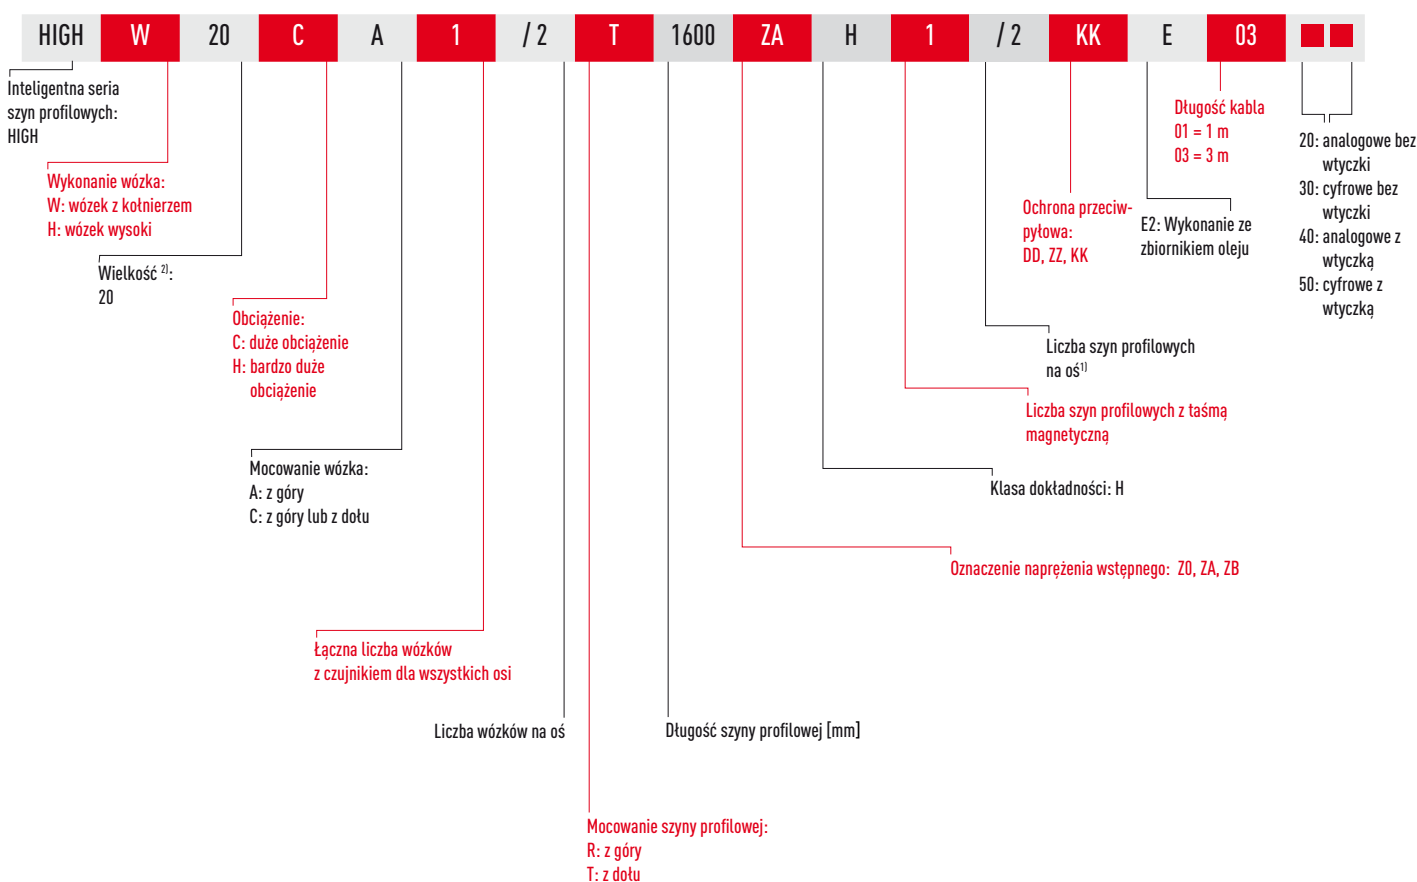 HIGH W 20 C A 1 / 2 T 1600 ZA H 1 / 2 KK E 03
Inteligentna seria
szyn profilowych:
HIGH
Wykonanie wózka:
W: wózek z kołnierzem
H: wózek wysoki
Wielkość ²⁾:
20
Obciążenie:
C: duże obciążenie
H: bardzo duże
obciążenie
Mocowanie wózka:
A: z góry
C: z góry lub z dołu
Łączna liczba wózków
z czujnikiem dla wszystkich osi
Liczba wózków na oś
Mocowanie szyny profilowej:
R: z góry
T: z dołu
Długość szyny profilowej [mm]
Oznaczenie naprężenia wstępnego: Z0, ZA, ZB
Klasa dokładności: H
Liczba szyn profilowych z taśmą
magnetyczną
Liczba szyn profilowych
na oś¹⁾
Ochrona przeciw-
pyłowa:
DD, ZZ, KK
E2: Wykonanie ze
zbiornikiem oleju
Długość kabla
01 = 1 m
03 = 3 m
20: analogowe bez
wtyczki
30: cyfrowe bez
wtyczki
40: analogowe z
wtyczką
50: cyfrowe z
wtyczką